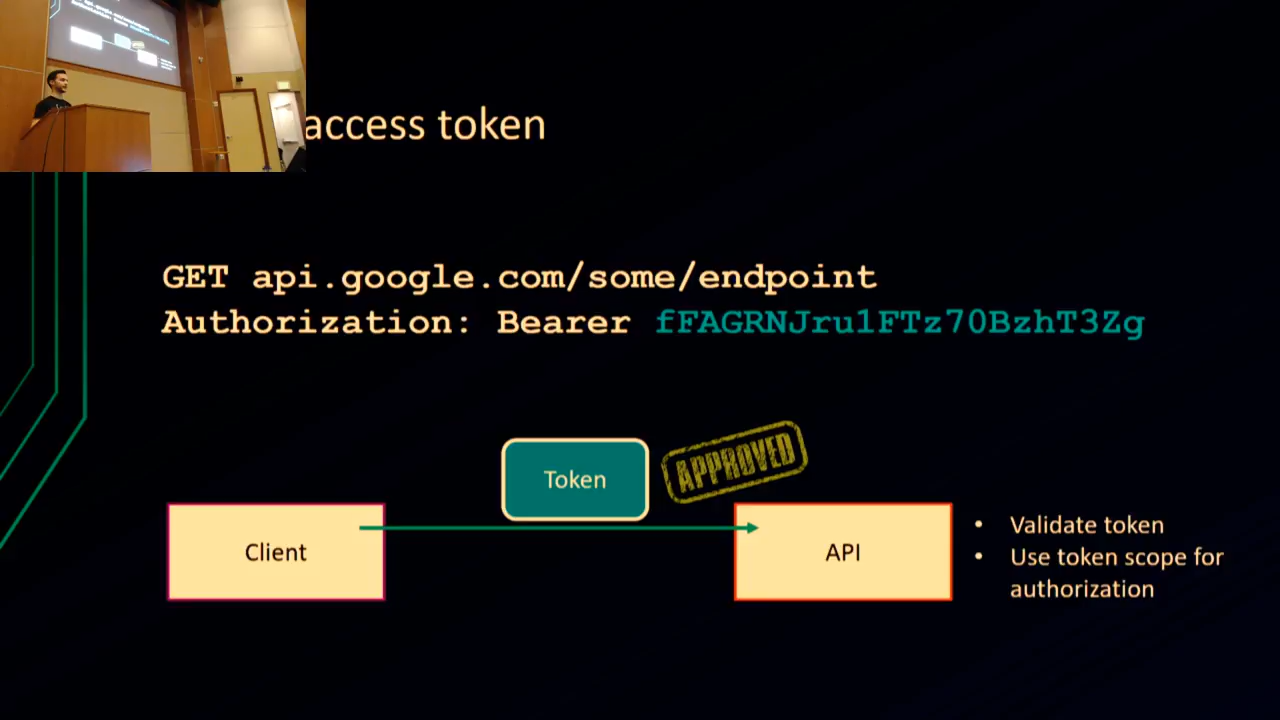 access token
GET api.google.com/some/endpoint
Authorization: Bearer fFAGRNJru1FTz70BzhT3Zg
Token
APPROVED
Client
API
• Validate token
• Use token scope for
authorization